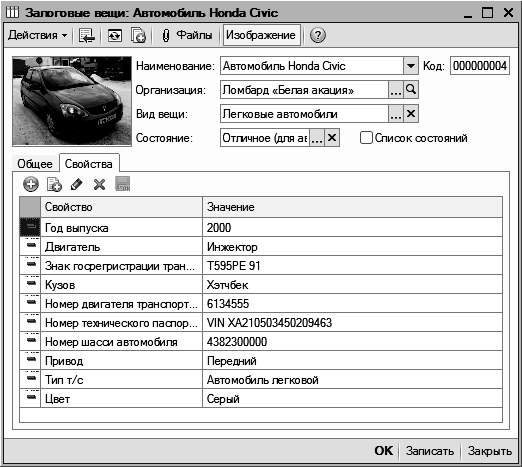 Залоговые вещи: Автомобиль Honda Civic
Действия Файлы Изображение
Наименование: Автомобиль Honda Civic Код: 000000004
Организация: Ломбард «Белая акация» ...
Вид вещи: Легковые автомобили ...
Состояние: Отличное (для ав ... Список состояний
Общее Свойства
Свойство Значение
Год выпуска 2000
Двигатель Инжектор
Знак госрегристрации тран... T595PE 91
Кузов Хэтчбек
Номер двигателя транспорт... 6134555
Номер технического паспор... VIN XA210503450209463
Номер шасси автомобиля 4382300000
Привод Передний
Тип т/с Автомобиль легковой
Цвет Серый
OK Записать Закрыть